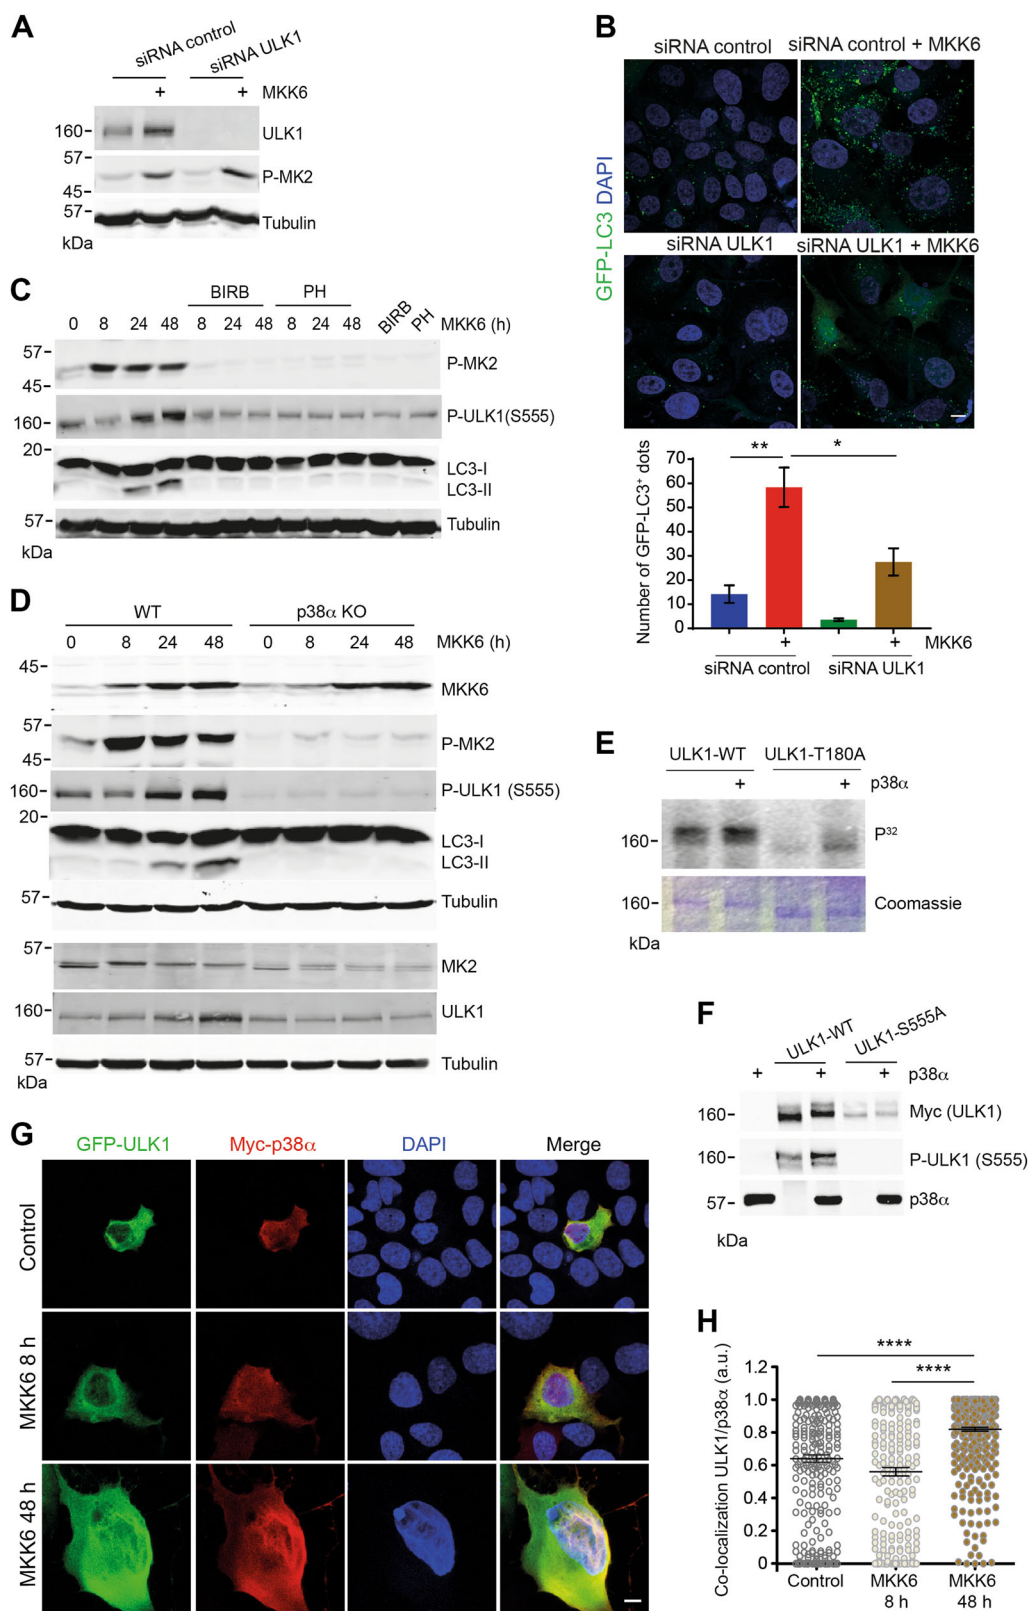 A
siRNA control
siRNA ULK1
+ + MKK6
160 ULK1
57
P-MK2
45
57
Tubulin
kDa
B
siRNA control siRNA control + MKK6
siRNA ULK1 siRNA ULK1 + MKK6
GFP-LC3 DAPI
** *
Number of GFP-LC3+ dots
70
60
50
40
30
20
10
0
+ + MKK6
siRNA control siRNA ULK1
C
BIRB PH
0 8 24 48 8 24 48 8 24 48 BIRB PH MKK6 (h)
57
P-MK2
45
160 P-ULK1(S555)
20
LC3-I
LC3-II
57 Tubulin
kDa
D
WT p38α KO
0 8 24 48 0 8 24 48 MKK6 (h)
45
MKK6
57
P-MK2
45
160 P-ULK1 (S555)
20
LC3-I
LC3-II
57 Tubulin
57
MK2
160 ULK1
57 Tubulin
kDa
E
ULK1-WT ULK1-T180A
+ + p38α
160 P32
160 Coomassie
kDa
F
ULK1-WT ULK1-S555A
+ + + p38α
160 Myc (ULK1)
160 P-ULK1 (S555)
57 p38α
kDa
G
GFP-ULK1 Myc-p38α DAPI Merge
Control
MKK6 8 h
MKK6 48 h
H
****
****
Co-localization ULK1/p38α (a.u.)
1.2
1.0
0.8
0.6
0.4
0.2
0
Control MKK6 MKK6
8 h 48 h